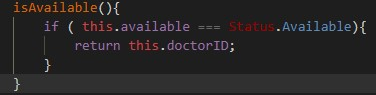 isAvailable(){
    if ( this.available === Status.Available){
        return this.doctorID;
    }
}